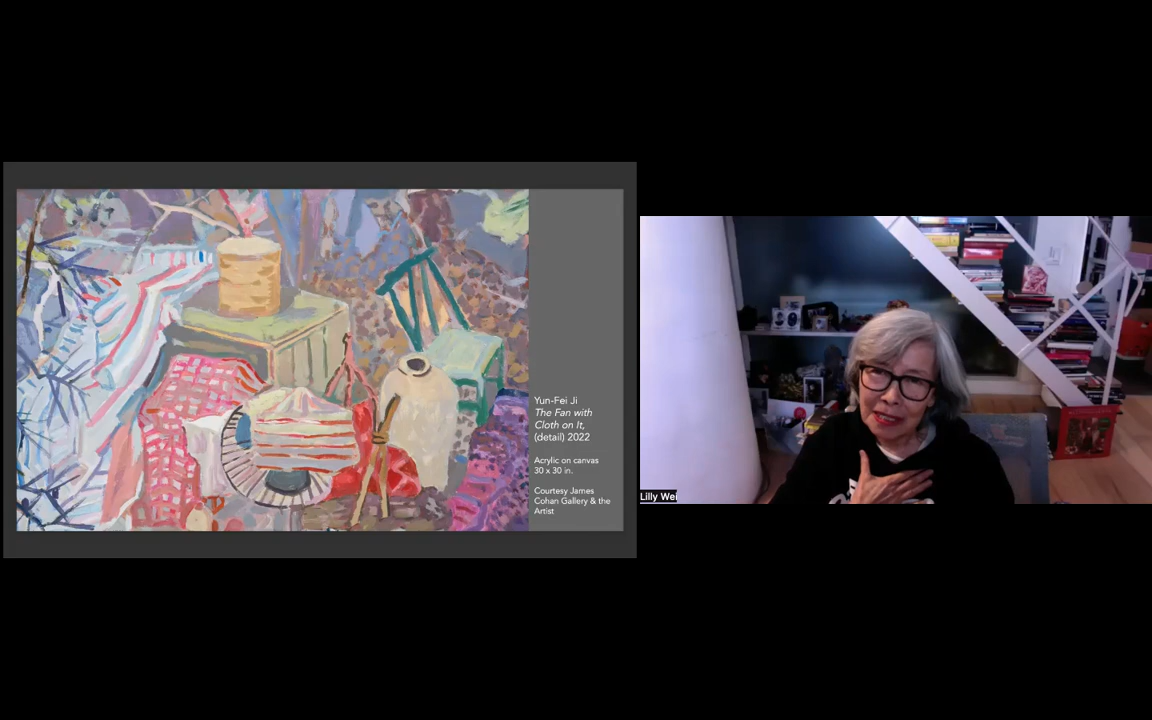 Yun-Fei Ji
The Fan with
Cloth on It,
(detail) 2022
Acrylic on canvas
30 x 30 in.
Courtesy James
Cohan Gallery & the
Artist
Lilly Wei